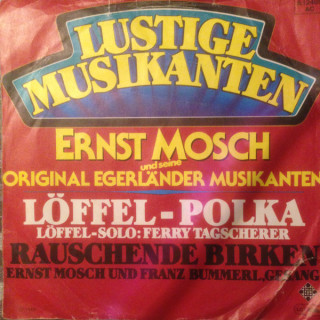 LUSTIGE
MUSIKANTEN
ERNST MOSCH
und seine
ORIGINAL EGERLÄNDER MUSIKANTEN
LÖFFEL-POLKA
LÖFFEL-SOLO: FERRY TAGSCHERER
RAUSCHENDE BIRKEN
ERNST MOSCH UND FRANZ BUMMERL, GESANG